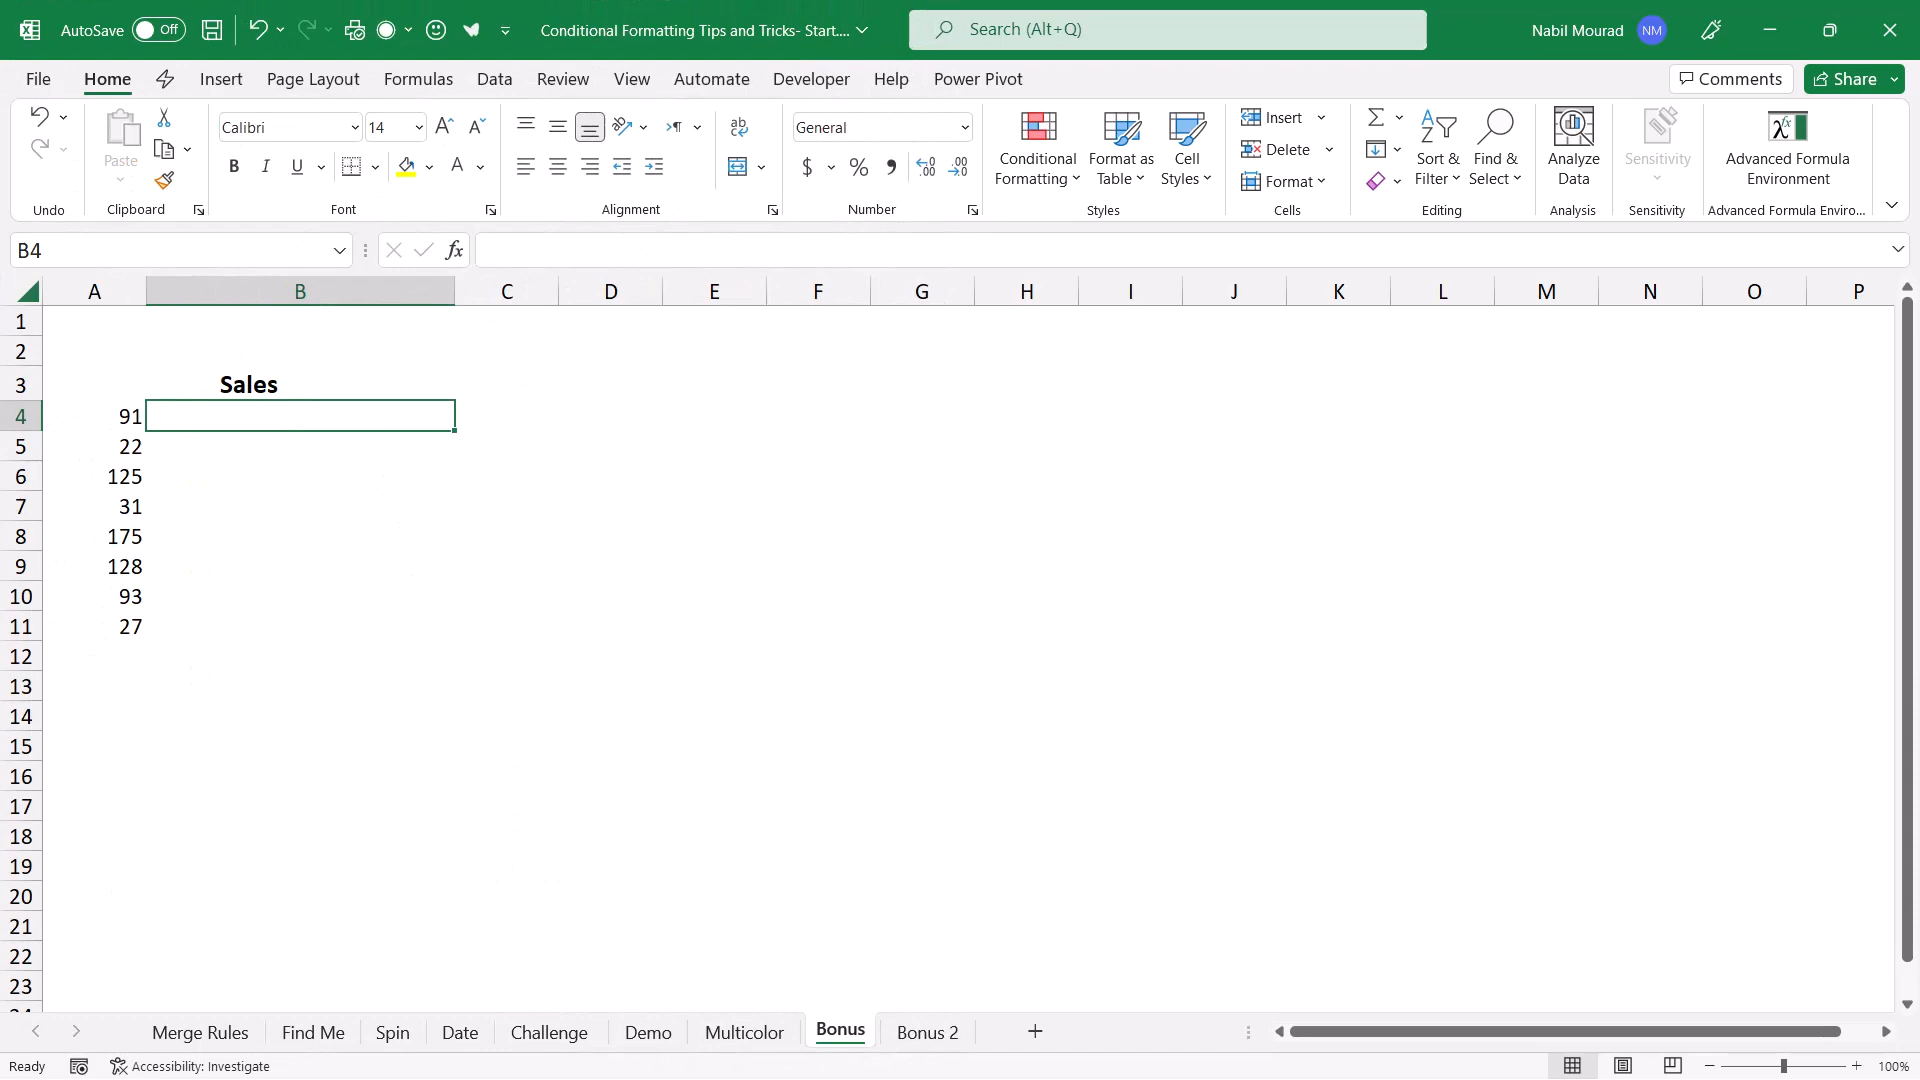 AutoSave Off Conditional Formatting Tips and Tricks- Start.... Search (Alt+Q) Nabil Mourad NM
File Home Insert Page Layout Formulas Data Review View Automate Developer Help Power Pivot Comments Share
Paste Calibri 14 General Conditional Formatting Format as Table Cell Styles Insert Delete Format Sort & Filter Find & Select Analyze Data Sensitivity Advanced Formula Environment
Undo Clipboard Font Alignment Number Styles Cells Editing Analysis Sensitivity Advanced Formula Enviro...
B4 fx
A B C D E F G H I J K L M N O P
1
2
3 Sales
4 91
5 22
6 125
7 31
8 175
9 128
10 93
11 27
12
13
14
15
16
17
18
19
20
21
22
23
Merge Rules Find Me Spin Date Challenge Demo Multicolor Bonus Bonus 2
Ready Accessibility: Investigate 100%